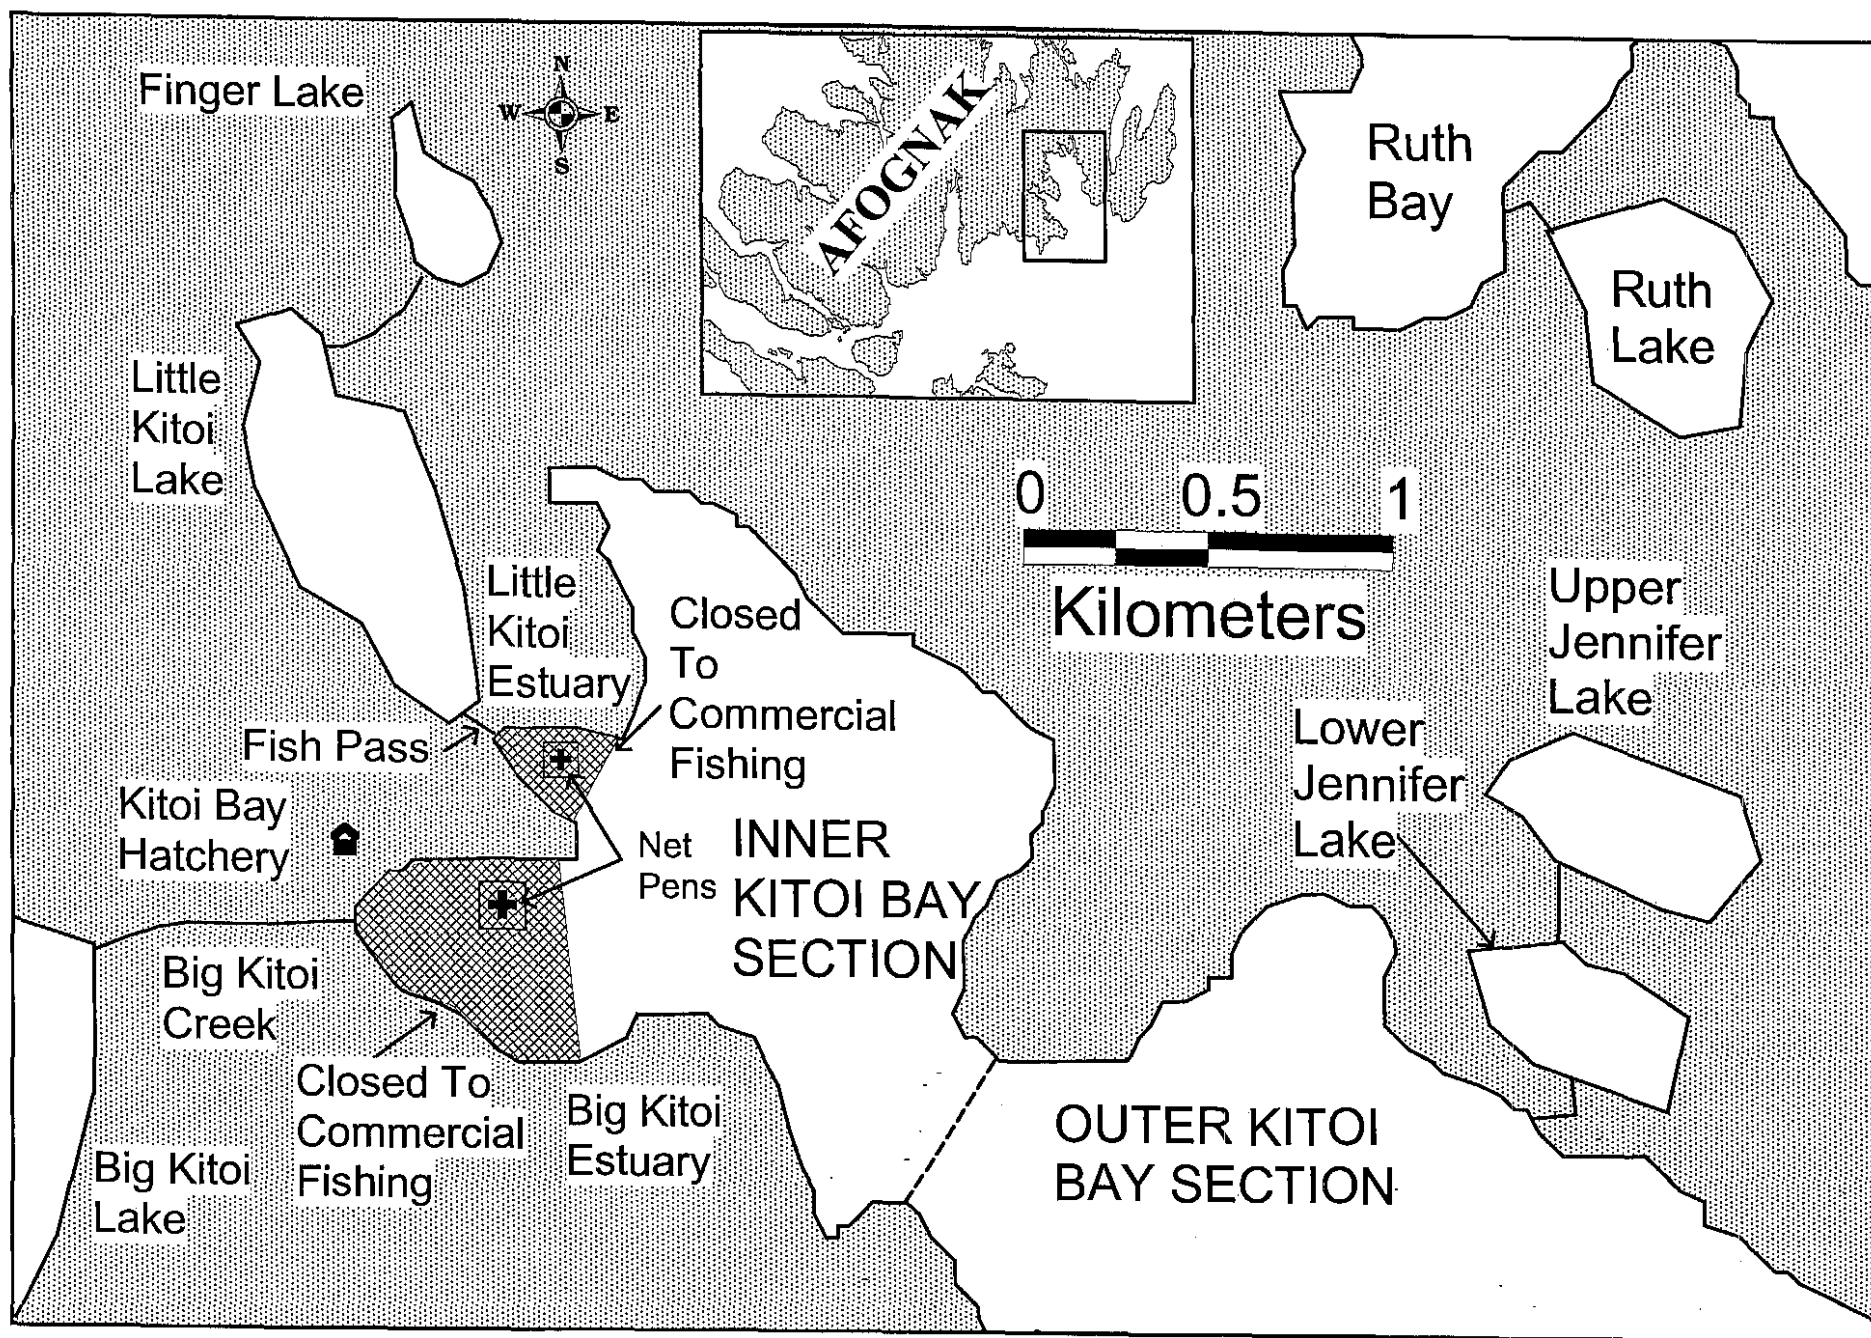 Finger Lake
N
W
E
S
AFOGNAK
Ruth
Bay
Ruth
Lake
Little
Kitoi
Lake
0 0.5 1
Kilometers
Little
Kitoi
Estuary
Closed
To
Commercial
Fishing
Upper
Jennifer
Lake
Lower
Jennifer
Lake
Fish Pass
Kitoi Bay
Hatchery
Net
Pens
INNER
KITOI BAY
SECTION
Big Kitoi
Creek
Closed To
Commercial
Fishing
Big Kitoi
Estuary
Big Kitoi
Lake
OUTER KITOI
BAY SECTION